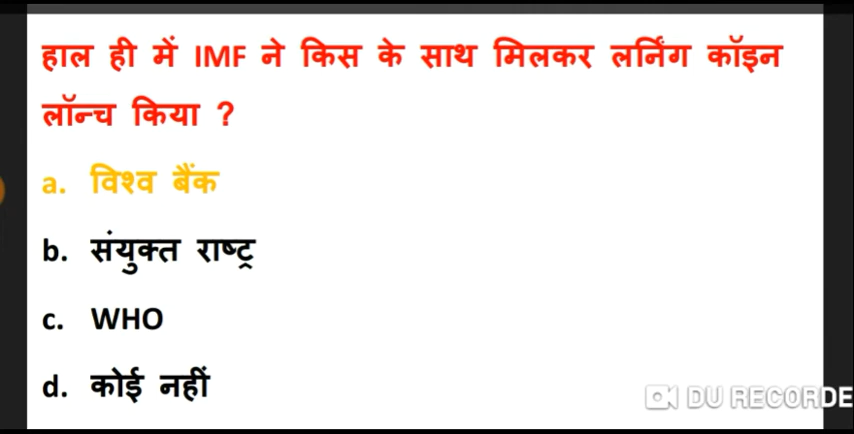 हाल ही में IMF ने किस के साथ मिलकर लर्निंग कॉइन
लॉन्च किया ?
a. विश्व बैंक
b. संयुक्त राष्ट्र
c. WHO
d. कोई नहीं
DU RECORDE